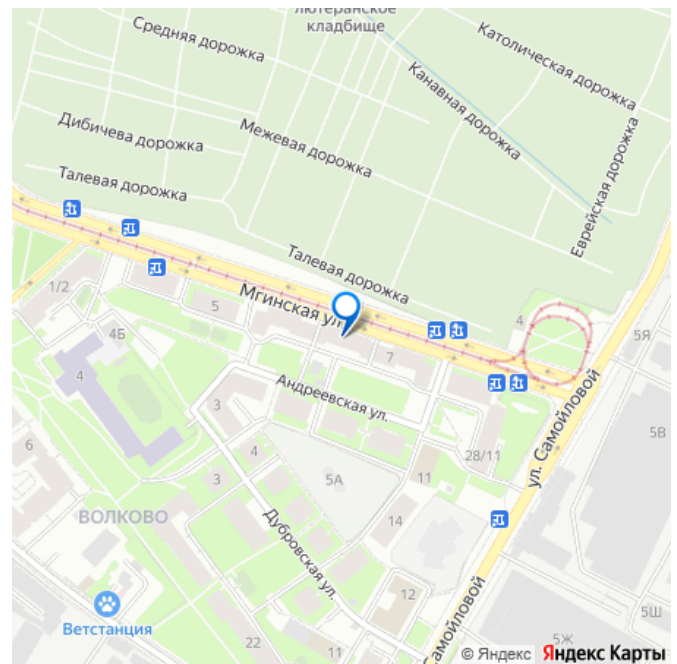 лютеранское
кладбище
Средняя дорожка
Католическая дорожка
Канавная дорожка
Дибичева дорожка
Межевая дорожка
Еврейская дорожка
Талевая дорожка
Талевая дорожка
Мгинская ул.
1/2
5
4
4Б
7
5Я
4
Андреевская ул.
ул. Самойловой
3
5В
6
4
28/11
3
5А
11
ВОЛКОВО
14
Дубровская ул.
12
5Ш
Ветстанция
22
11
ул. Самойловой
5Ж
© Яндекс Яндекс Карты